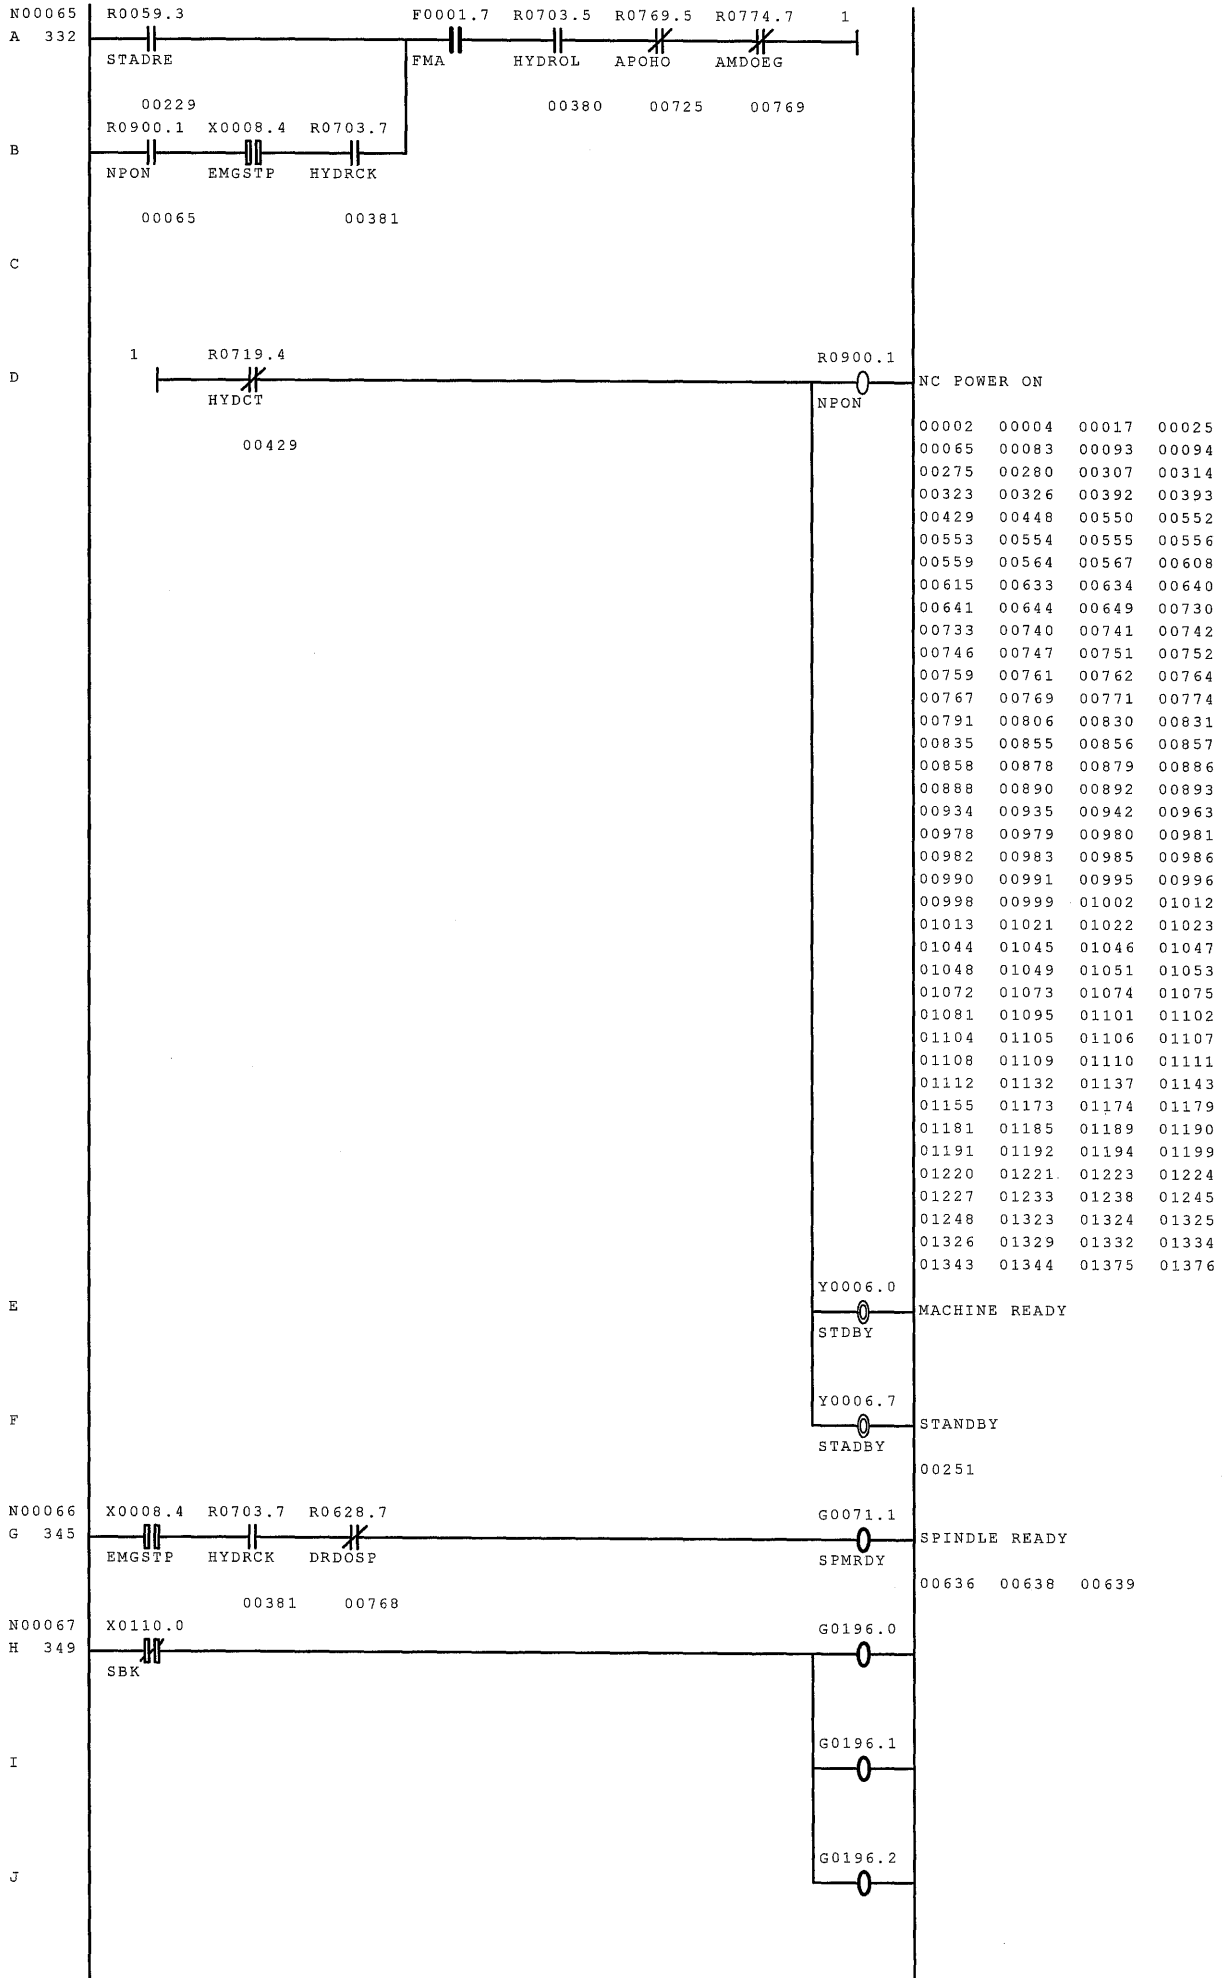 N00065 R0059.3 F0001.7 R0703.5 R0769.5 R0774.7 1
A 332
STADRE FMA HYDROL APOHO AMDOEG
00229 00380 00725 00769
R0900.1 X0008.4 R0703.7
B
NPON EMGSTP HYDRCK
00065 00381
C
1 R0719.4 R0900.1
D NC POWER ON
HYDCT NPON
00429
00002 00004 00017 00025
00065 00083 00093 00094
00275 00280 00307 00314
00323 00326 00392 00393
00429 00448 00550 00552
00553 00554 00555 00556
00559 00564 00567 00608
00615 00633 00634 00640
00641 00644 00649 00730
00733 00740 00741 00742
00746 00747 00751 00752
00759 00761 00762 00764
00767 00769 00771 00774
00791 00806 00830 00831
00835 00855 00856 00857
00858 00878 00879 00886
00888 00890 00892 00893
00934 00935 00942 00963
00978 00979 00980 00981
00982 00983 00985 00986
00990 00991 00995 00996
00998 00999 01002 01012
01013 01021 01022 01023
01044 01045 01046 01047
01048 01049 01051 01053
01072 01073 01074 01075
01081 01095 01101 01102
01104 01105 01106 01107
01108 01109 01110 01111
01112 01132 01137 01143
01155 01173 01174 01179
01181 01185 01189 01190
01191 01192 01194 01199
01220 01221 01223 01224
01227 01233 01238 01245
01248 01323 01324 01325
01326 01329 01332 01334
01343 01344 01375 01376
Y0006.0
E MACHINE READY
STDBY
Y0006.7
F STANDBY
STADBY
00251
N00066 X0008.4 R0703.7 R0628.7 G0071.1
G 345 SPINDLE READY
EMGSTP HYDRCK DRDOSP SPMRDY
00636 00638 00639
00381 00768
N00067 X0110.0 G0196.0
H 349
SBK
G0196.1
I
G0196.2
J